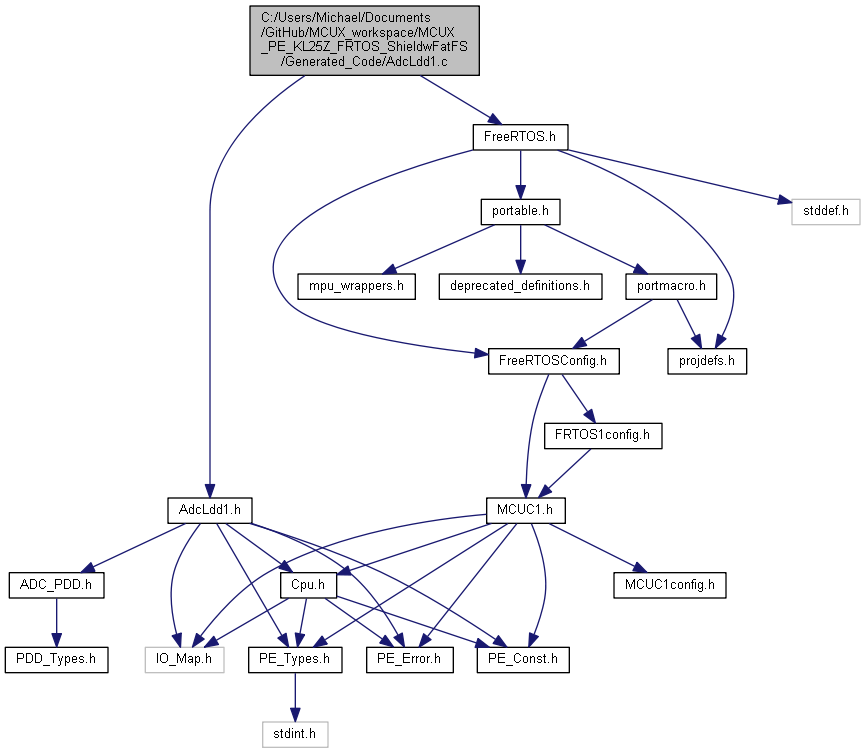 C:/Users/Michael/Documents
/GitHub/MCUX_workspace/MCUX
_PE_KL25Z_FRTOS_ShieldwFatFS
/Generated_Code/AdcLdd1.c
FreeRTOS.h
portable.h
stddef.h
mpu_wrappers.h
deprecated_definitions.h
portmacro.h
FreeRTOSConfig.h
projdefs.h
FRTOS1config.h
AdcLdd1.h
MCUC1.h
ADC_PDD.h
Cpu.h
MCUC1config.h
PDD_Types.h
IO_Map.h
PE_Types.h
PE_Error.h
PE_Const.h
stdint.h